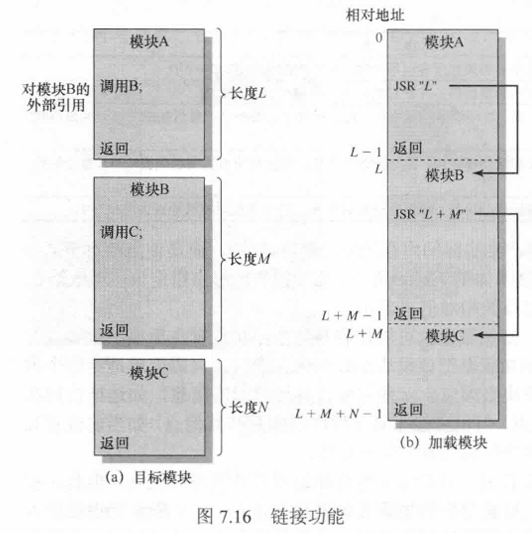 模块A
对模块B的
外部引用
调用B;
长度L
返回
模块B
调用C;
长度M
返回
模块C
长度N
返回
(a) 目标模块
相对地址
0
模块A
JSR "L"
L − 1
返回
L
模块B
JSR "L + M"
L + M − 1
返回
L + M
模块C
L + M + N − 1
返回
(b) 加载模块
图 7.16 链接功能